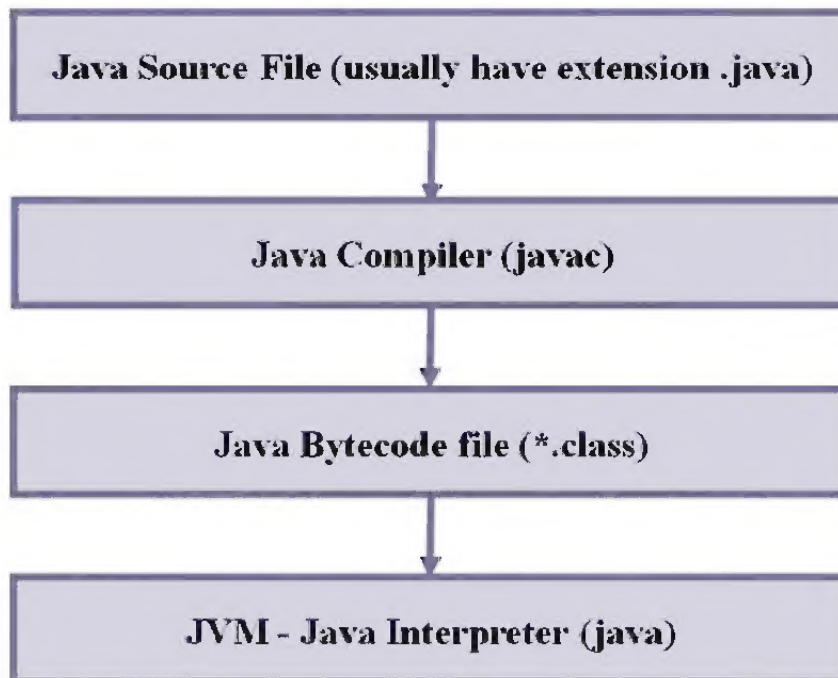 Java Source File (usually have extension .java)
Java Compiler (javac)
Java Bytecode file (*.class)
JVM - Java Interpreter (java)